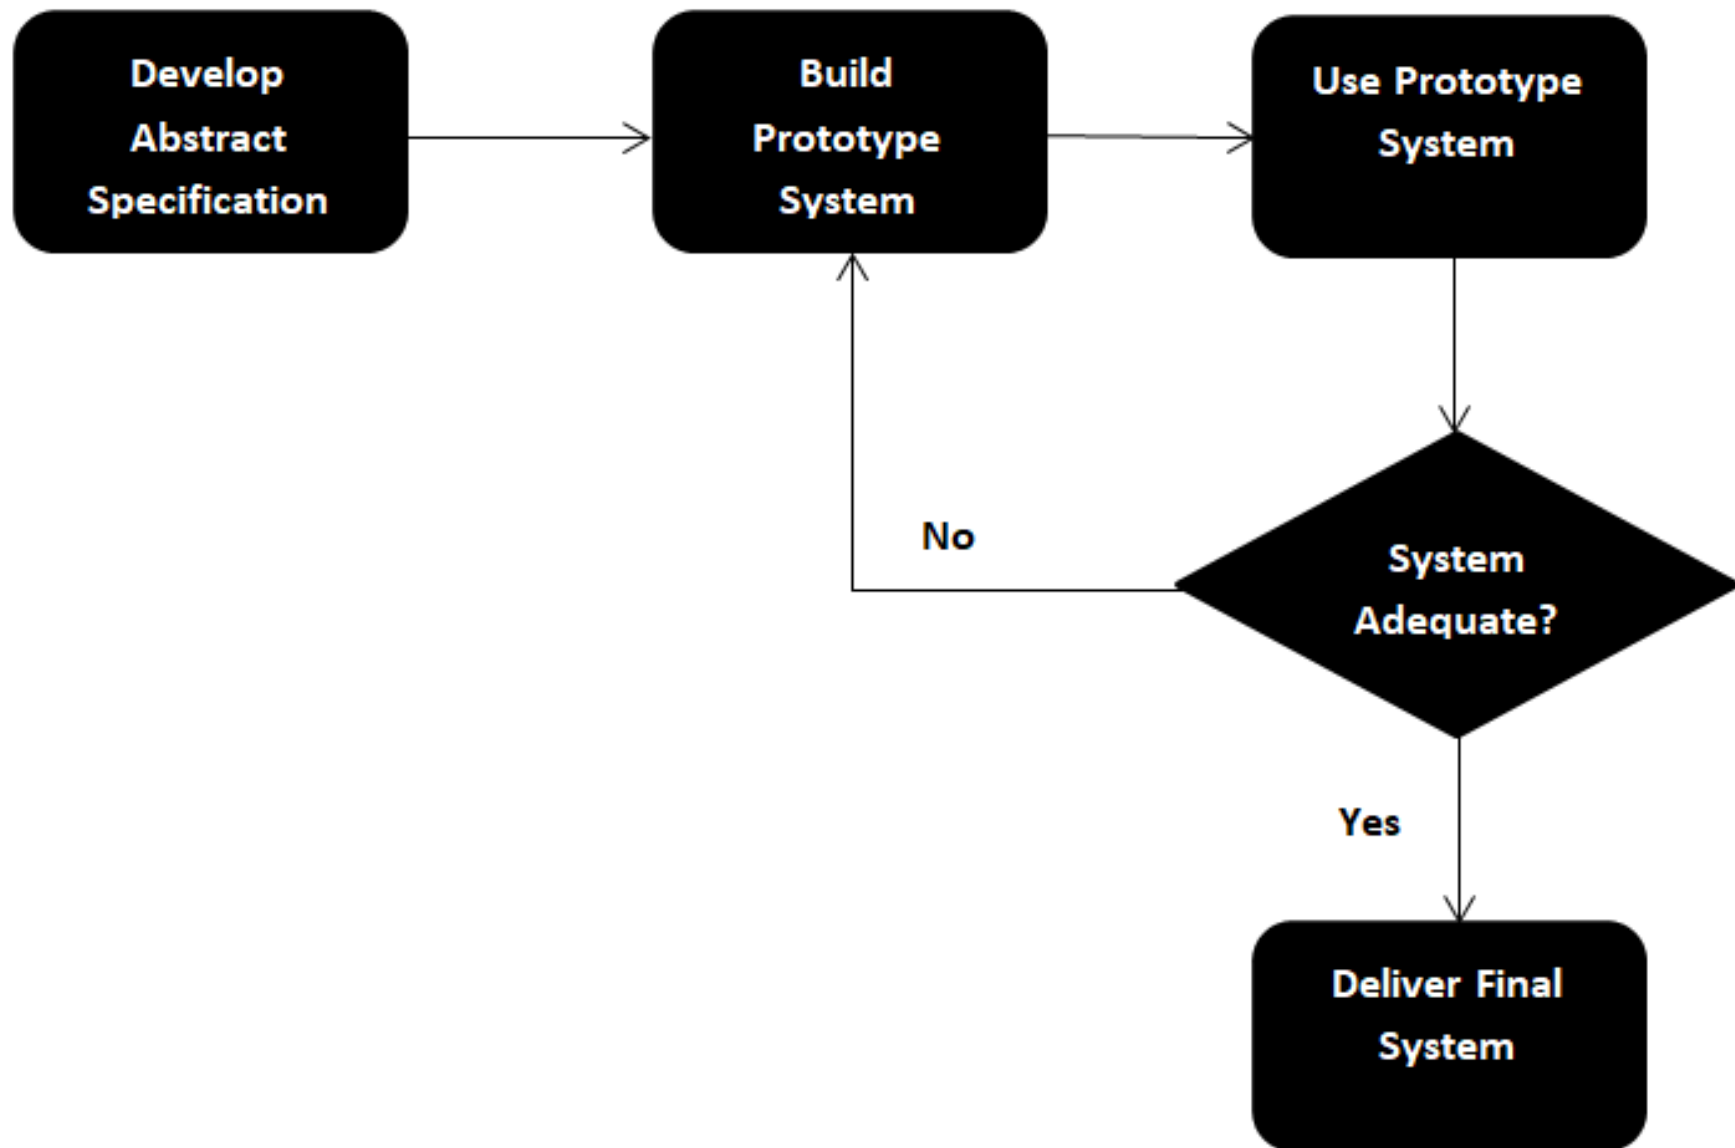 Develop
Abstract
Specification
Build
Prototype
System
Use Prototype
System
System
Adequate?
No
Yes
Deliver Final
System